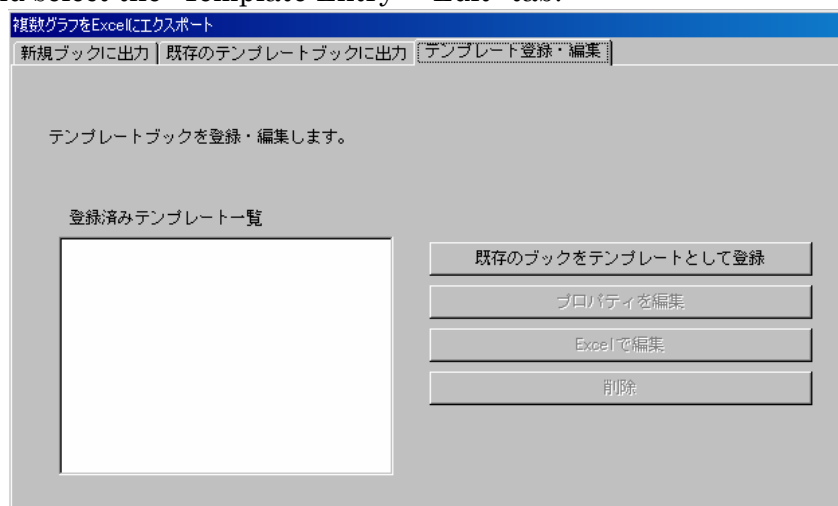 d select the "Template Entry · Edit" tab.
複数グラフをExcelにエクスポート
新規ブックに出力 既存のテンプレートブックに出力 テンプレート登録・編集
テンプレートブックを登録・編集します。
登録済みテンプレート一覧
既存のブックをテンプレートとして登録
プロパティを編集
Excelで編集
削除